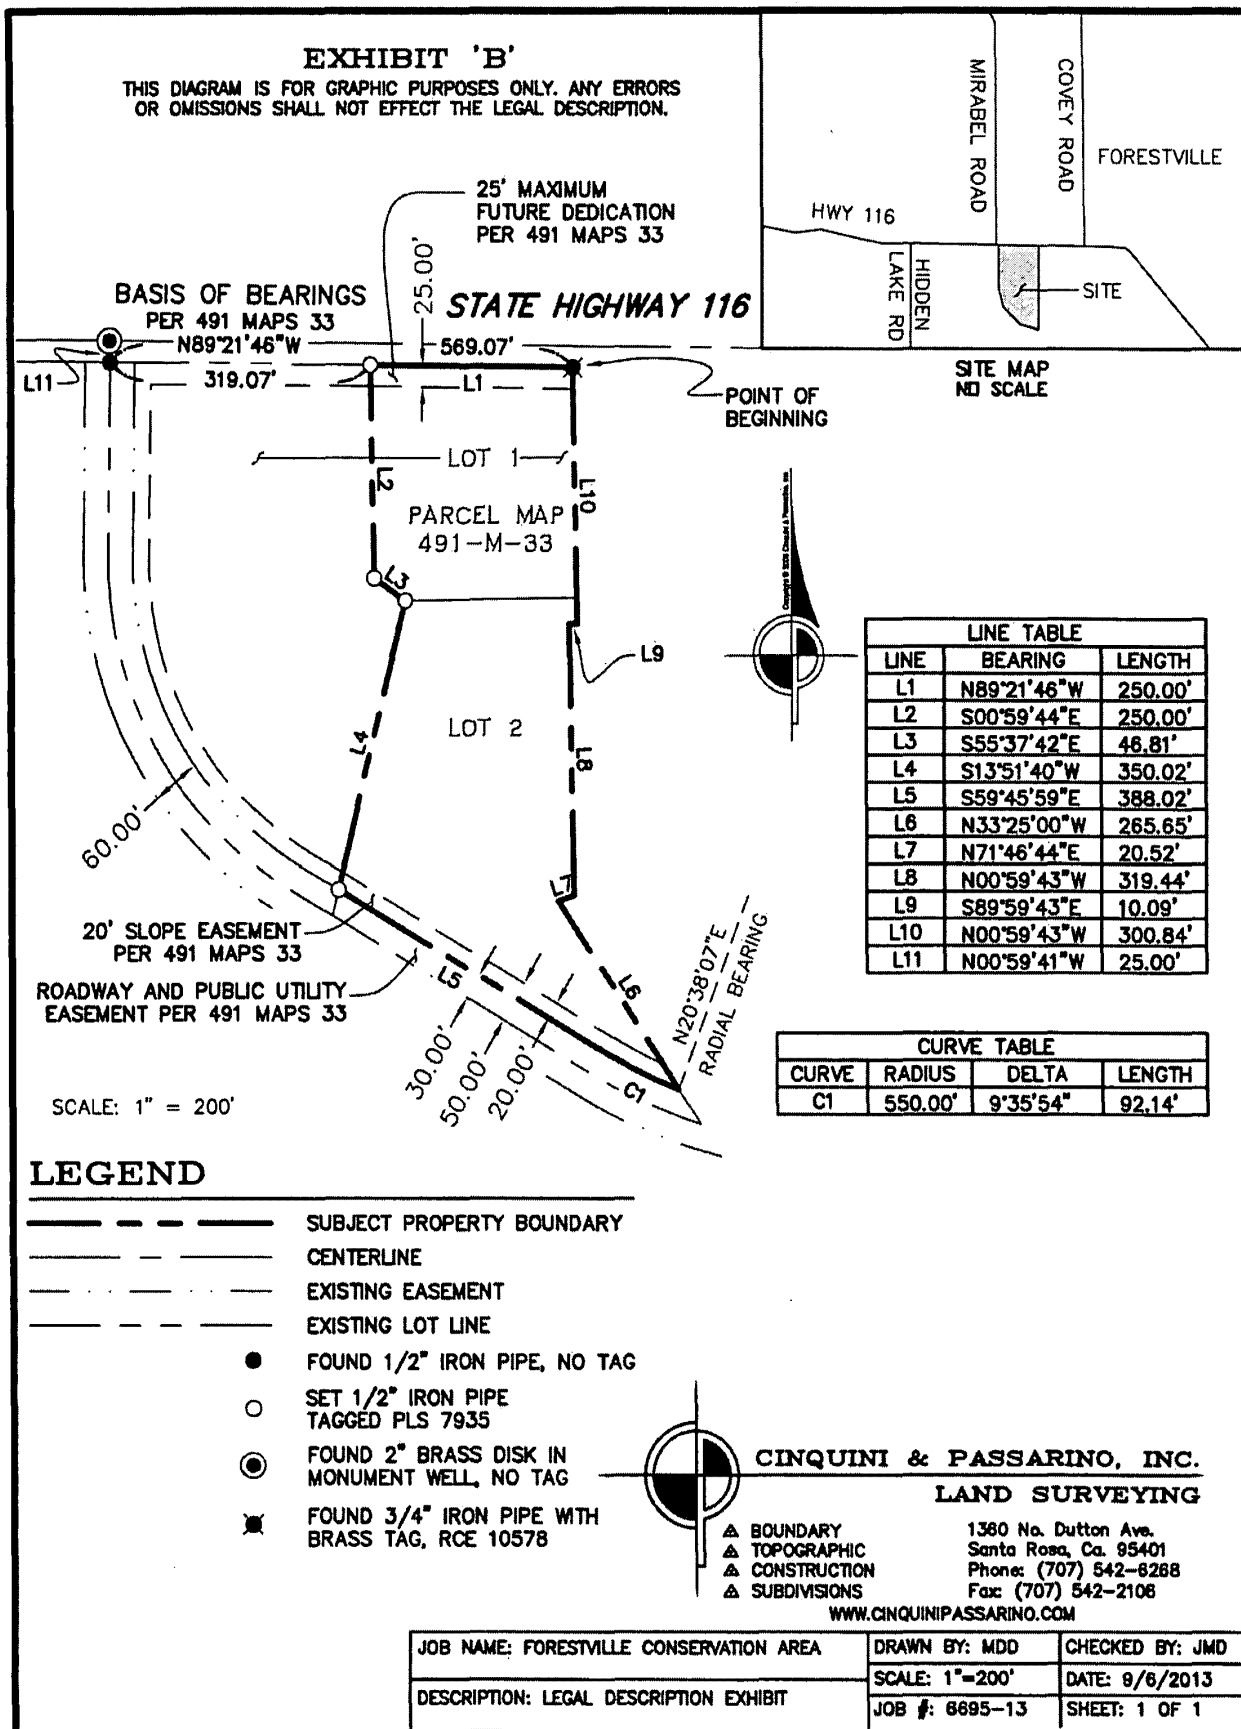 EXHIBIT 'B'
THIS DIAGRAM IS FOR GRAPHIC PURPOSES ONLY. ANY ERRORS
OR OMISSIONS SHALL NOT EFFECT THE LEGAL DESCRIPTION.
MIRABEL ROAD
COVEY ROAD
FORESTVILLE
HWY 116
HIDDEN
LAKE RD
SITE
SITE MAP
NO SCALE
25' MAXIMUM
FUTURE DEDICATION
PER 491 MAPS 33
25.00'
BASIS OF BEARINGS
PER 491 MAPS 33
STATE HIGHWAY 116
N89°21'46"W
569.07'
L11
319.07'
L1
POINT OF
BEGINNING
LOT 1
L2
L10
PARCEL MAP
491-M-33
L3
L9
LOT 2
L4
L8
60.00'
L7
20' SLOPE EASEMENT
PER 491 MAPS 33
ROADWAY AND PUBLIC UTILITY
EASEMENT PER 491 MAPS 33
L5
L6
N20°38'07"E
RADIAL BEARING
30.00'
50.00'
20.00'
C1
SCALE: 1" = 200'
LINE TABLE
LINE BEARING LENGTH
L1 N89°21'46"W 250.00'
L2 S00°59'44"E 250.00'
L3 S55°37'42"E 46.81'
L4 S13°51'40"W 350.02'
L5 S59°45'59"E 388.02'
L6 N33°25'00"W 265.65'
L7 N71°46'44"E 20.52'
L8 N00°59'43"W 319.44'
L9 S89°59'43"E 10.09'
L10 N00°59'43"W 300.84'
L11 N00°59'41"W 25.00'
CURVE TABLE
CURVE RADIUS DELTA LENGTH
C1 550.00' 9°35'54" 92.14'
LEGEND
SUBJECT PROPERTY BOUNDARY
CENTERLINE
EXISTING EASEMENT
EXISTING LOT LINE
FOUND 1/2" IRON PIPE, NO TAG
SET 1/2" IRON PIPE
TAGGED PLS 7935
FOUND 2" BRASS DISK IN
MONUMENT WELL, NO TAG
FOUND 3/4" IRON PIPE WITH
BRASS TAG, RCE 10578
CINQUINI & PASSARINO, INC.
LAND SURVEYING
BOUNDARY
TOPOGRAPHIC
CONSTRUCTION
SUBDIVISIONS
1360 No. Dutton Ave.
Santa Rosa, Ca. 95401
Phone: (707) 542-6268
Fax: (707) 542-2106
WWW.CINQUINIPASSARINO.COM
JOB NAME: FORESTVILLE CONSERVATION AREA
DRAWN BY: MDD
CHECKED BY: JMD
SCALE: 1"=200'
DATE: 9/6/2013
DESCRIPTION: LEGAL DESCRIPTION EXHIBIT
JOB #: 6695-13
SHEET: 1 OF 1